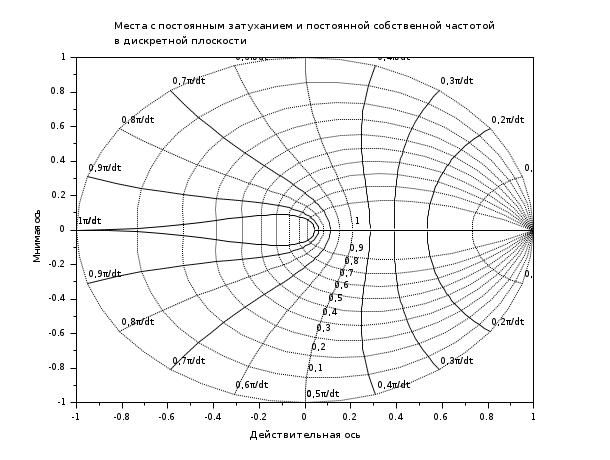 Места с постоянным затуханием и постоянной собственной частотой
в дискретной плоскости
1
0.4π/dt
0,7π/dt
0,3π/dt
0.8
0,8π/dt
0,2π/dt
0.6
0.4
0,9π/dt
0,
0.2
Мнимая ось
0
1π/dt
1
0,9
-0.2
0,8
0,9π/dt
0,7
0,
0,6
-0.4
0,5
0,4
0,8π/dt
0,3
0,2π/dt
-0.6
0,2
0,7π/dt
0,3π/dt
-0.8
0,1
0,6π/dt
0,5π/dt
0,4π/dt
-1
-1 -0.8 -0.6 -0.4 -0.2 0 0.2 0.4 0.6 0.8 1
Действительная ось